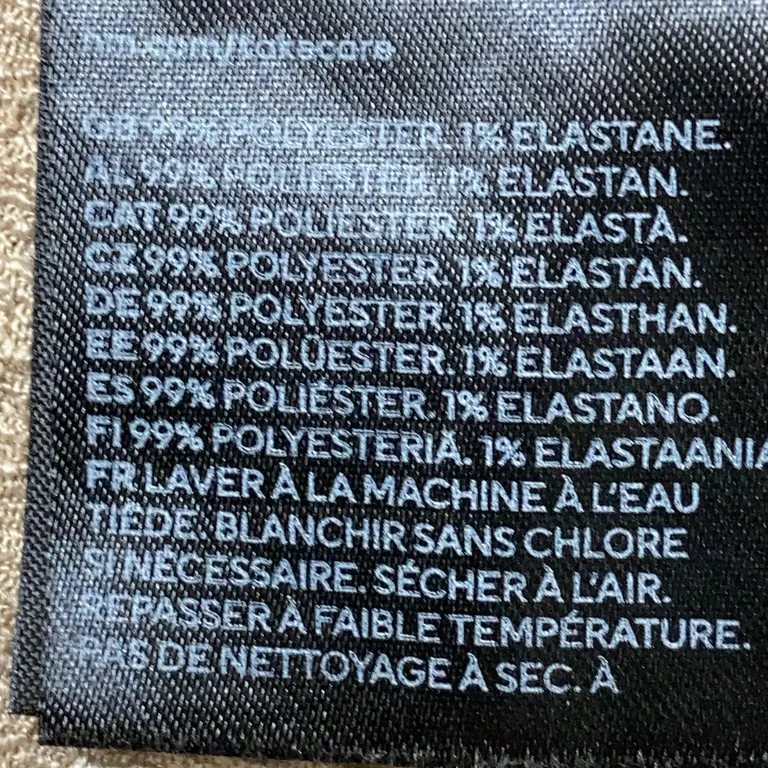 hm.com/takecare
GB 99% POLYESTER. 1% ELASTANE.
AL 99% POLIESTER. 1% ELASTAN.
CAT 99% POLIÈSTER. 1% ELASTÀ.
CZ 99% POLYESTER. 1% ELASTAN.
DE 99% POLYESTER. 1% ELASTHAN.
EE 99% POLÜESTER. 1% ELASTAAN.
ES 99% POLIÉSTER. 1% ELASTANO.
FI 99% POLYESTERIÄ. 1% ELASTAANIA
FR LAVER À LA MACHINE À L'EAU
TIÈDE. BLANCHIR SANS CHLORE
SI NÉCESSAIRE. SÉCHER À L'AIR.
REPASSER À FAIBLE TEMPÉRATURE.
PAS DE NETTOYAGE À SEC. À